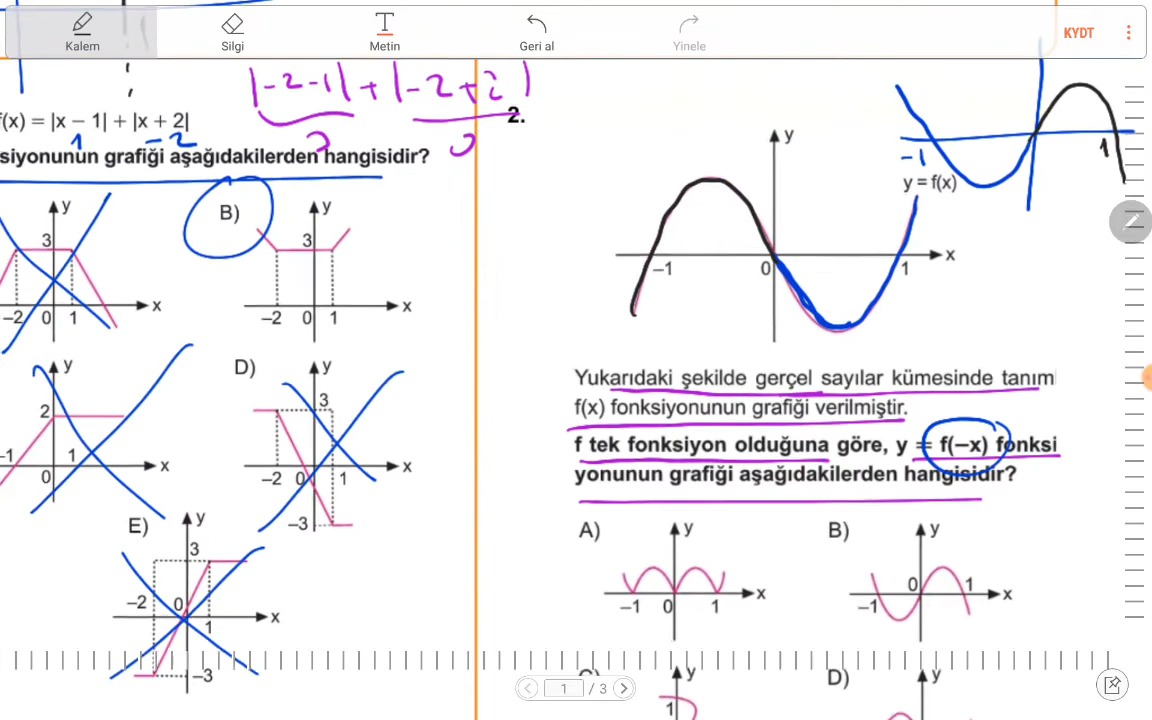 Kalem
Silgi
Metin
Geri al
Yinele
KYDT
|-2-1| + |-2+2|
3 0
f(x) = |x − 1| + |x + 2|
1 -2
siyonunun grafiği aşağıdakilerden hangisidir?
y
3
−2 0 1 x
B)
y
3
−2 0 1 x
y
2
−1 0 1 x
D)
y
3
−2 0 1 x
−3
E)
y
3
−2 0 1 x
−3
2.
y
y = f(x)
−1 0 1 x
-1 1
Yukarıdaki şekilde gerçel sayılar kümesinde tanım
f(x) fonksiyonunun grafiği verilmiştir.
f tek fonksiyon olduğuna göre, y = f(−x) fonksi
yonunun grafiği aşağıdakilerden hangisidir?
A)
y
−1 0 1 x
B)
y
−1 0 1 x
y
1
D)
y
1 / 3